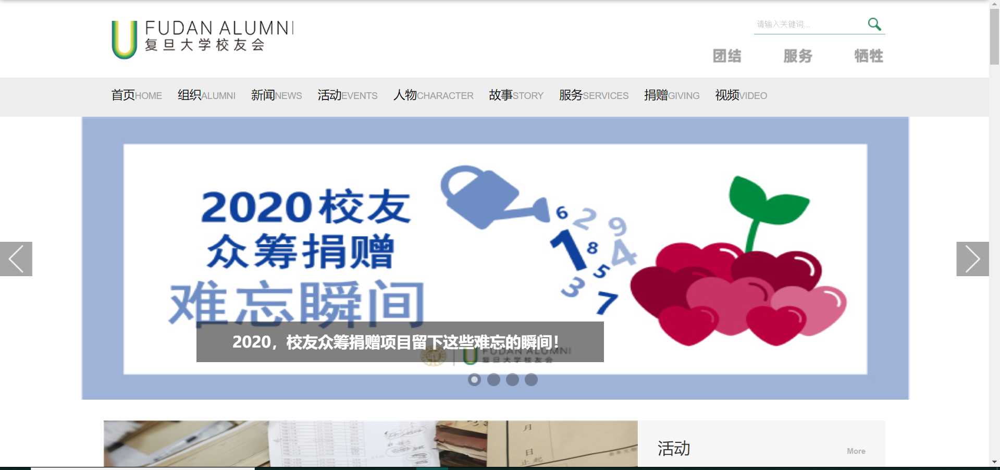 FUDAN ALUMNI
复旦大学校友会
请输入关键词...
团结 服务 牺牲
首页HOME 组织ALUMNI 新闻NEWS 活动EVENTS 人物CHARACTER 故事STORY 服务SERVICES 捐赠GIVING 视频VIDEO
2020校友
众筹捐赠
难忘瞬间
6 2 9
1 8 4
5
3 7
2020，校友众筹捐赠项目留下这些难忘的瞬间！
FUDAN ALUMNI
复旦大学校友会
月
日
止起
活动
More